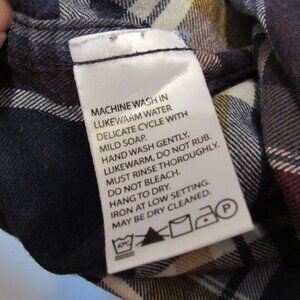 MACHINE WASH IN
LUKEWARM WATER
DELICATE CYCLE WITH
MILD SOAP.
HAND WASH GENTLY,
LUKEWARM, DO NOT RUB.
MUST RINSE THOROUGHLY.
DO NOT BLEACH.
HANG TO DRY.
IRON AT LOW SETTING.
MAY BE DRY CLEANED.
40℃ P